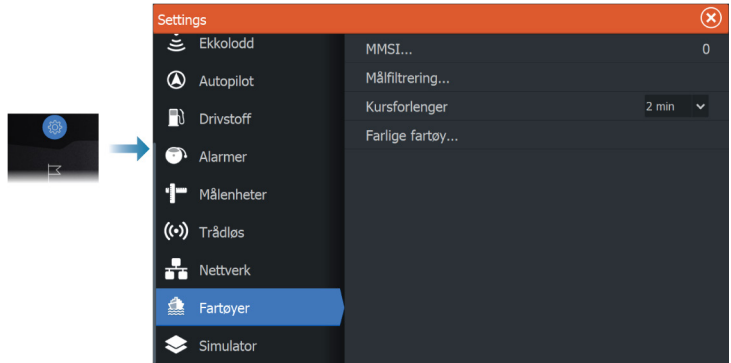 Settings
Ekkolodd
Autopilot
Drivstoff
Alarmer
Målenheter
Trådløs
Nettverk
Fartøyer
Simulator
MMSI... 0
Målfiltrering...
Kursforlenger 2 min
Farlige fartøy...